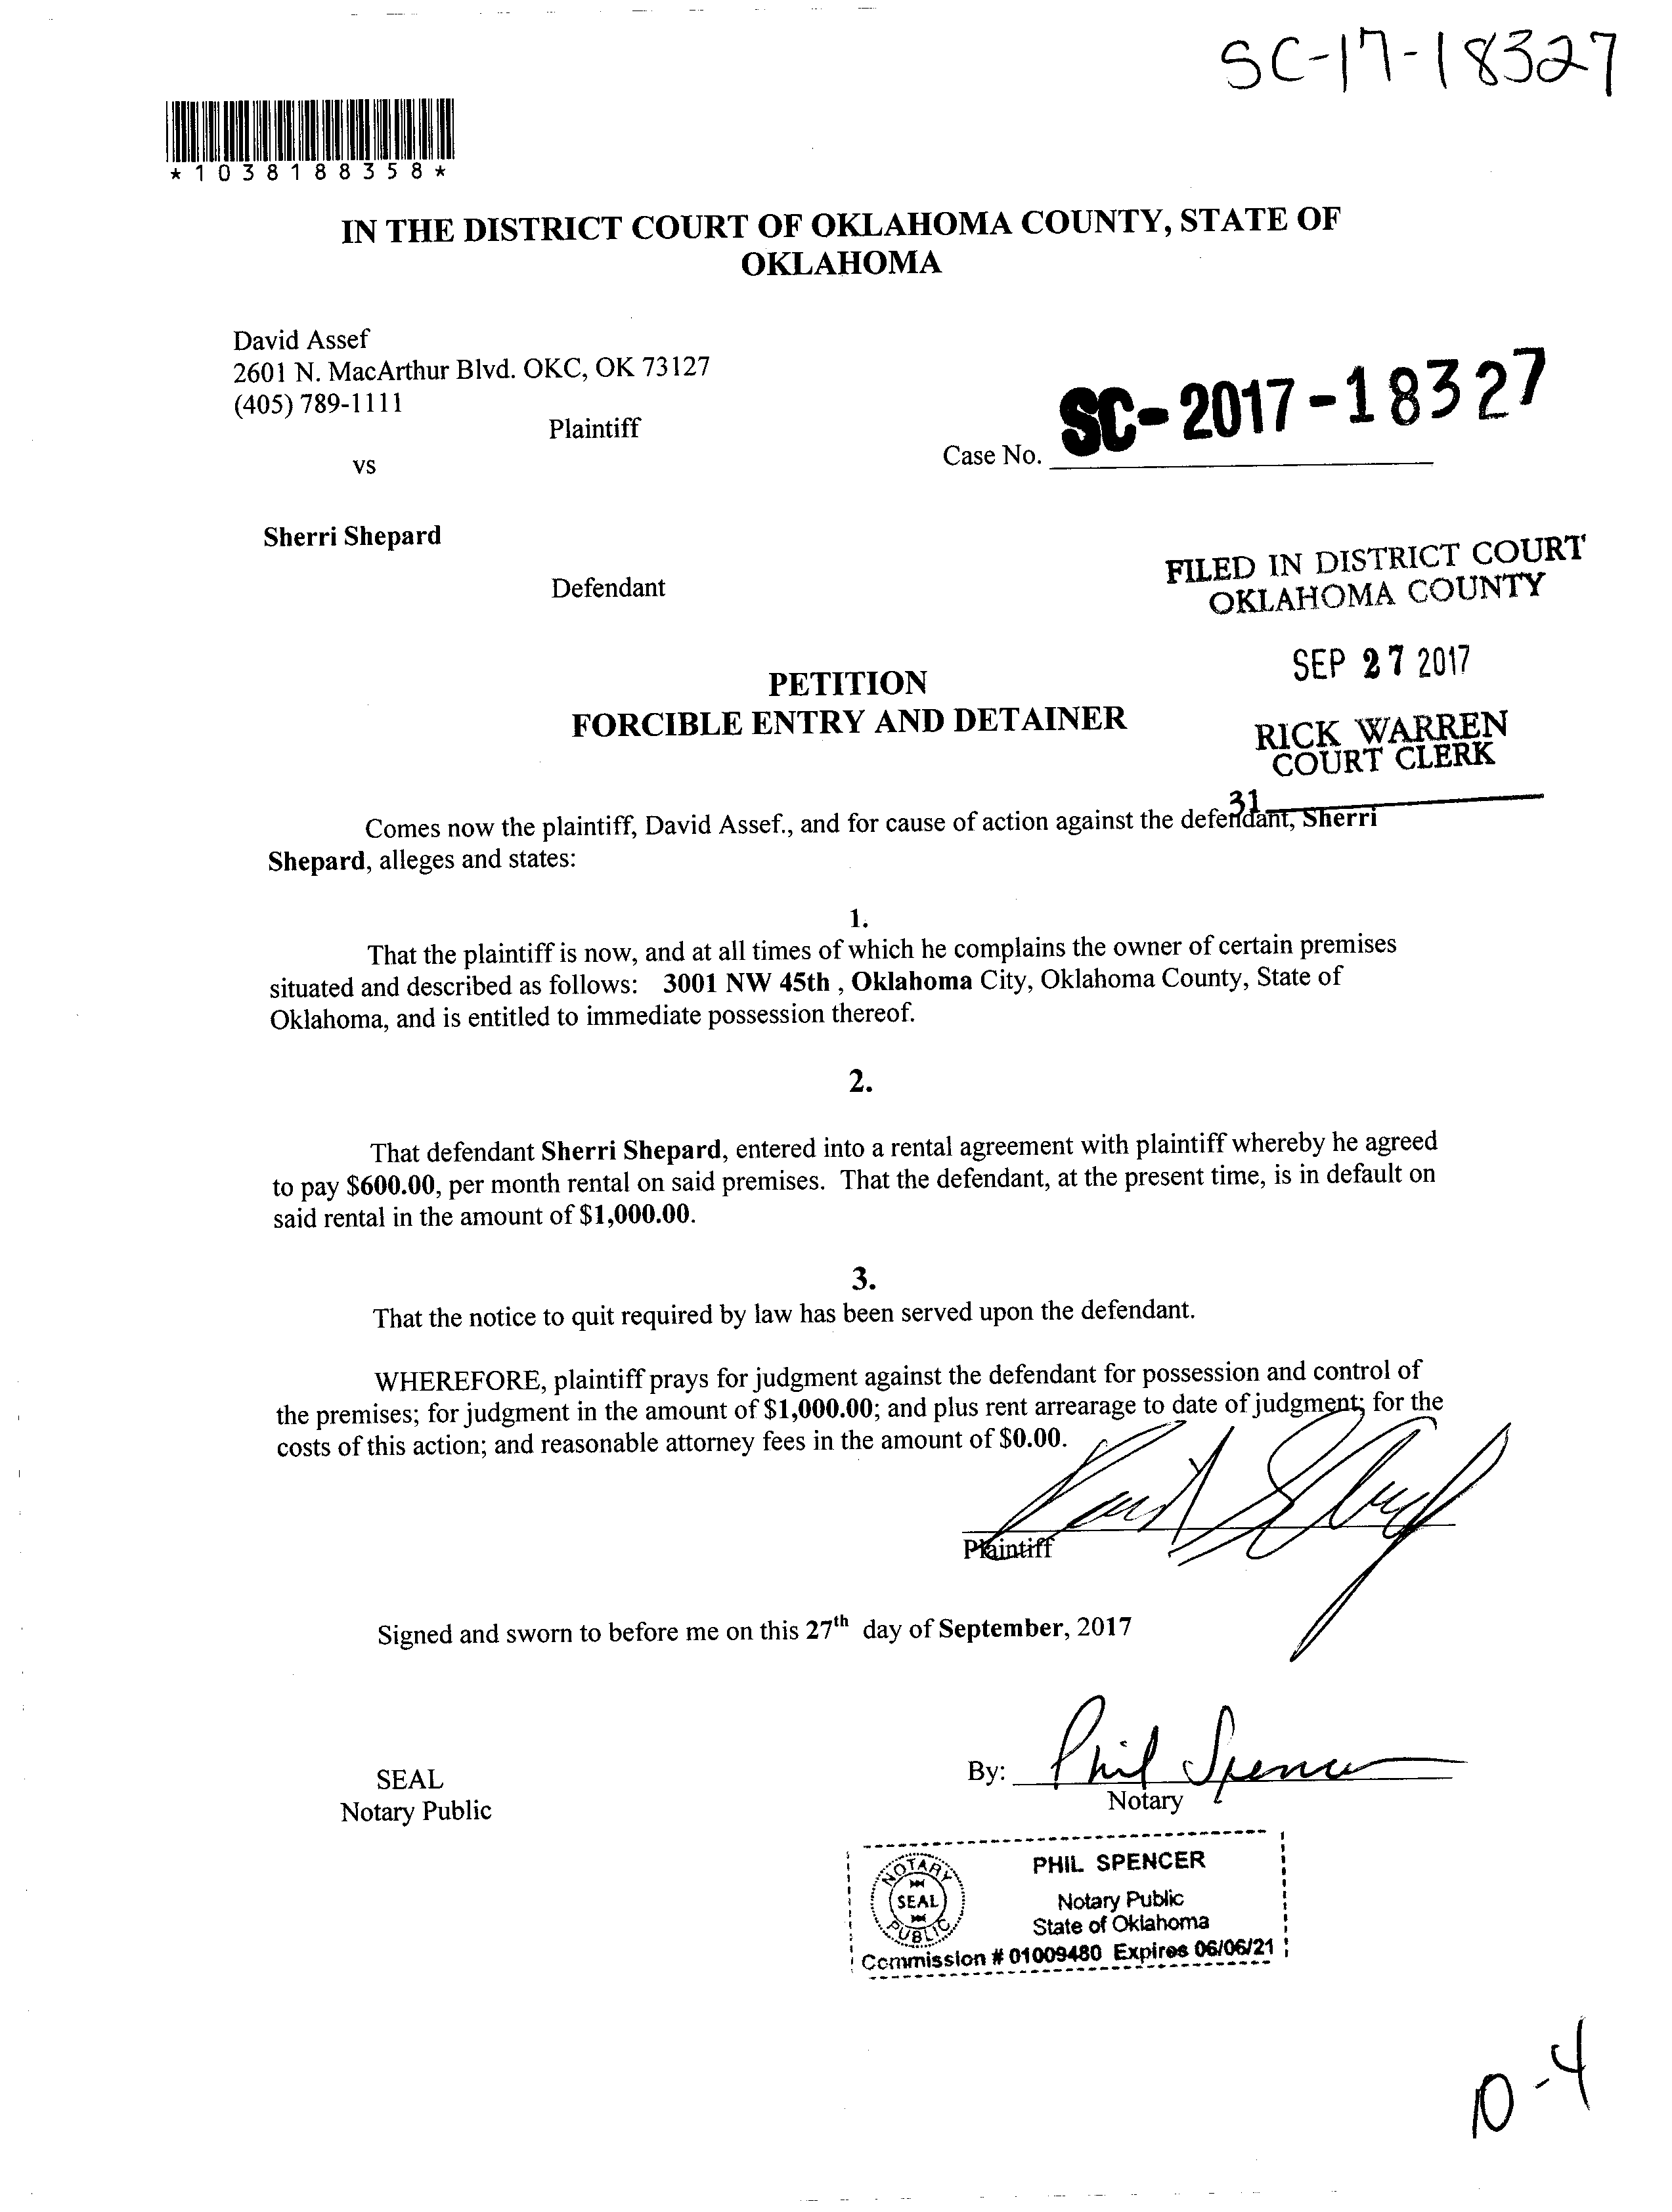 SC-17-18327
*1038188358*
IN THE DISTRICT COURT OF OKLAHOMA COUNTY, STATE OF
OKLAHOMA
David Assef
2601 N. MacArthur Blvd. OKC, OK 73127
(405) 789-1111
Plaintiff
vs
Case No. SC-2017-18327
Sherri Shepard
Defendant
FILED IN DISTRICT COURT
OKLAHOMA COUNTY
SEP 27 2017
RICK WARREN
COURT CLERK
31
PETITION
FORCIBLE ENTRY AND DETAINER
Comes now the plaintiff, David Assef., and for cause of action against the defendant, Sherri
Shepard, alleges and states:
1.
That the plaintiff is now, and at all times of which he complains the owner of certain premises
situated and described as follows: 3001 NW 45th , Oklahoma City, Oklahoma County, State of
Oklahoma, and is entitled to immediate possession thereof.
2.
That defendant Sherri Shepard, entered into a rental agreement with plaintiff whereby he agreed
to pay $600.00, per month rental on said premises. That the defendant, at the present time, is in default on
said rental in the amount of $1,000.00.
3.
That the notice to quit required by law has been served upon the defendant.
WHEREFORE, plaintiff prays for judgment against the defendant for possession and control of
the premises; for judgment in the amount of $1,000.00; and plus rent arrearage to date of judgment; for the
costs of this action; and reasonable attorney fees in the amount of $0.00.
Plaintiff
Signed and sworn to before me on this 27th day of September, 2017
By: Phil Spencer
Notary
SEAL
Notary Public
NOTARY
SEAL
PUBLIC
PHIL SPENCER
Notary Public
State of Oklahoma
Commission # 01009480 Expires 06/06/21